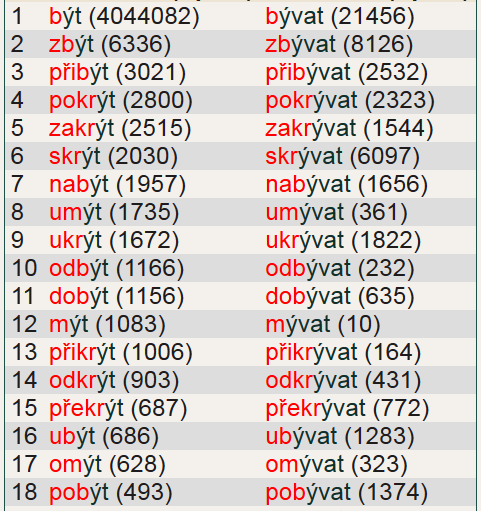 1 být (4044082) bývat (21456)
2 zbýt (6336) zbývat (8126)
3 přibýt (3021) přibývat (2532)
4 pokrýt (2800) pokrývat (2323)
5 zakrýt (2515) zakrývat (1544)
6 skrýt (2030) skrývat (6097)
7 nabýt (1957) nabývat (1656)
8 umýt (1735) umývat (361)
9 ukrýt (1672) ukrývat (1822)
10 odbýt (1166) odbývat (232)
11 dobýt (1156) dobývat (635)
12 mýt (1083) mývat (10)
13 přikrýt (1006) přikrývat (164)
14 odkrýt (903) odkrývat (431)
15 překrýt (687) překrývat (772)
16 ubýt (686) ubývat (1283)
17 omýt (628) omývat (323)
18 pobýt (493) pobývat (1374)